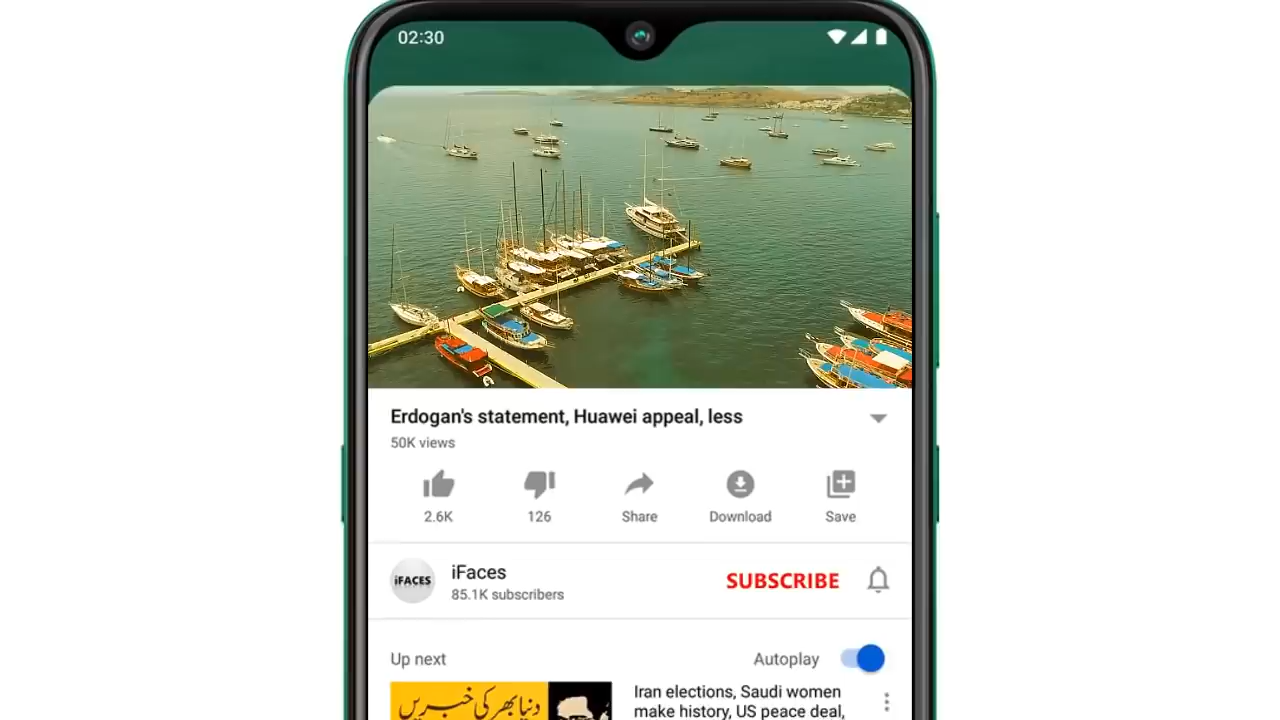 02:30
Erdogan's statement, Huawei appeal, less
50K views
2.6K
126
Share
Download
Save
iFACES
iFaces
85.1K subscribers
SUBSCRIBE
Up next
Autoplay
دنیا بھر کی خبریں
Iran elections, Saudi women
make history, US peace deal,